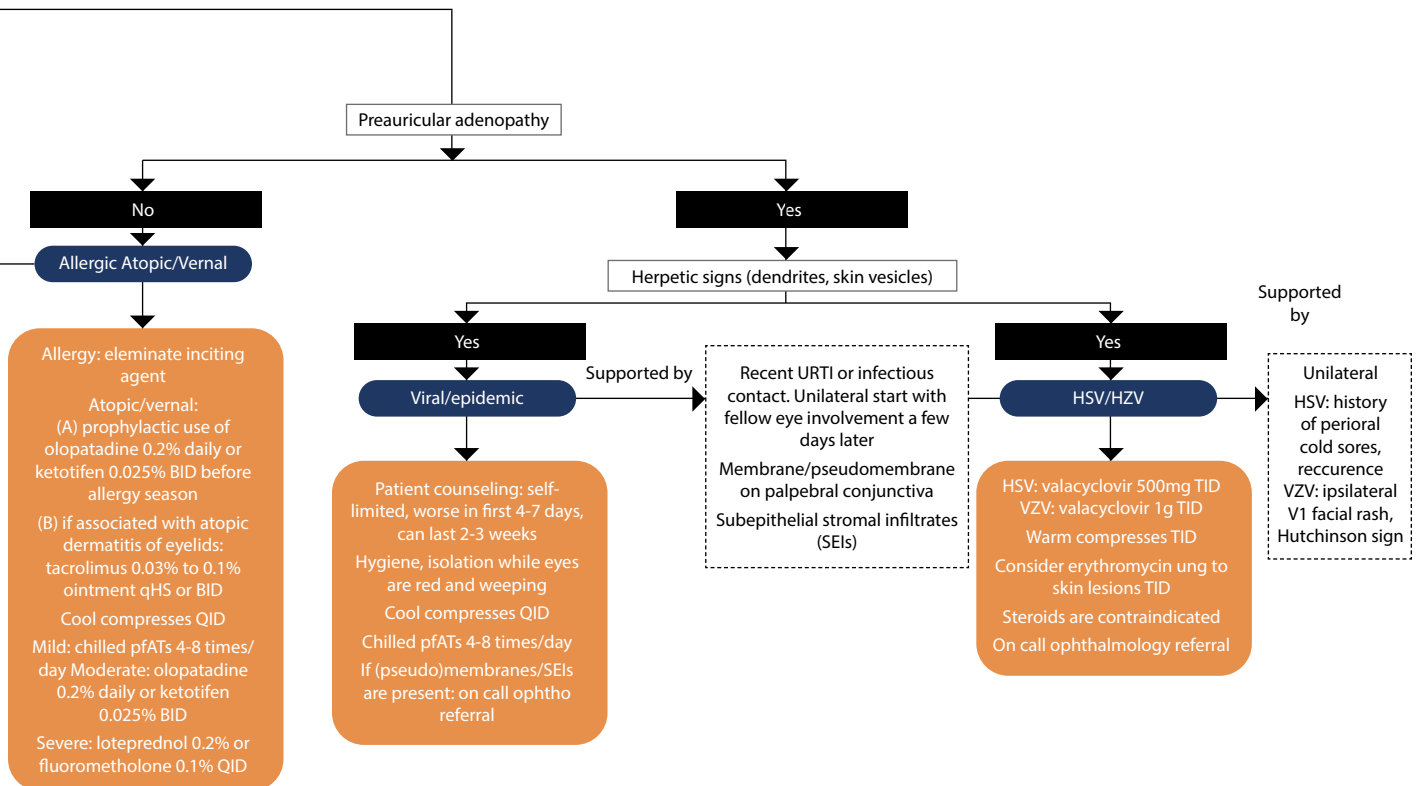 Preauricular adenopathy
No
Yes
Allergic Atopic/Vernal
Herpetic signs (dendrites, skin vesicles)
Allergy: eleminate inciting
agent
Atopic/vernal:
(A) prophylactic use of
olopatadine 0.2% daily or
ketotifen 0.025% BID before
allergy season
(B) if associated with atopic
dermatitis of eyelids:
tacrolimus 0.03% to 0.1%
ointment qHS or BID
Cool compresses QID
Mild: chilled pfATs 4-8 times/
day Moderate: olopatadine
0.2% daily or ketotifen
0.025% BID
Severe: loteprednol 0.2% or
fluorometholone 0.1% QID
Yes
Viral/epidemic
Supported by
Recent URTI or infectious
contact. Unilateral start with
fellow eye involvement a few
days later
Membrane/pseudomembrane
on palpebral conjunctiva
Subepithelial stromal infiltrates
(SEIs)
Patient counseling: self-
limited, worse in first 4-7 days,
can last 2-3 weeks
Hygiene, isolation while eyes
are red and weeping
Cool compresses QID
Chilled pfATs 4-8 times/day
If (pseudo)membranes/SEIs
are present: on call ophtho
referral
Yes
HSV/HZV
Supported
by
Unilateral
HSV: history
of perioral
cold sores,
reccurence
VZV: ipsilateral
V1 facial rash,
Hutchinson sign
HSV: valacyclovir 500mg TID
VZV: valacyclovir 1g TID
Warm compresses TID
Consider erythromycin ung to
skin lesions TID
Steroids are contraindicated
On call ophthalmology referral